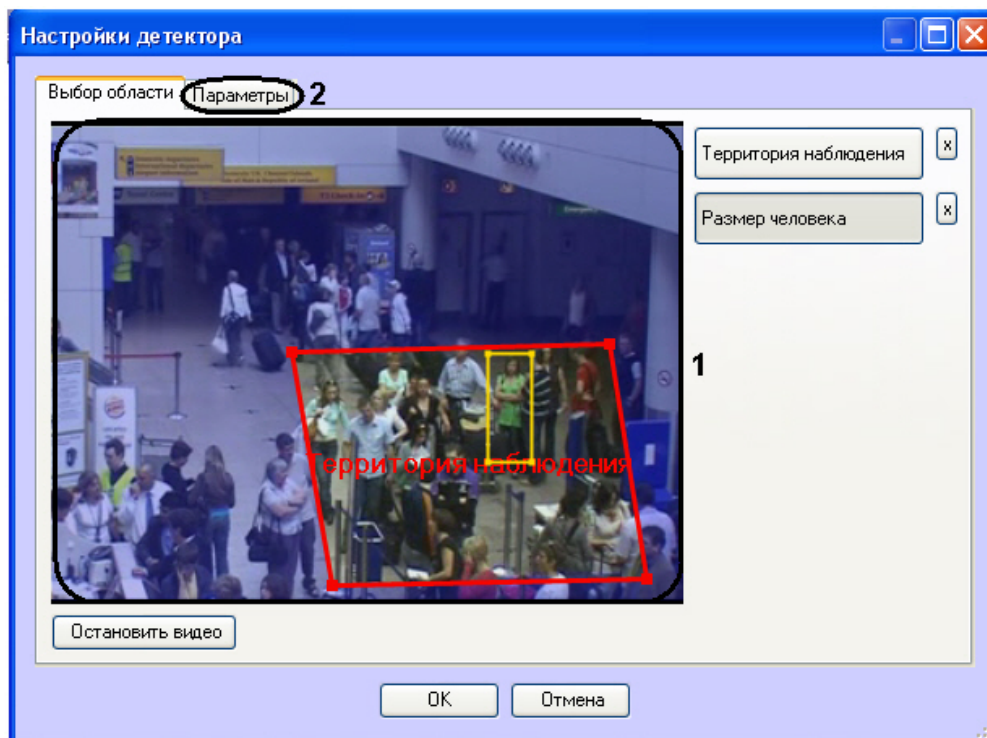 Настройки детектора
Выбор области
Параметры
2
Территория наблюдения
x
Размер человека
x
1
Территория наблюдения
Остановить видео
OK
Отмена